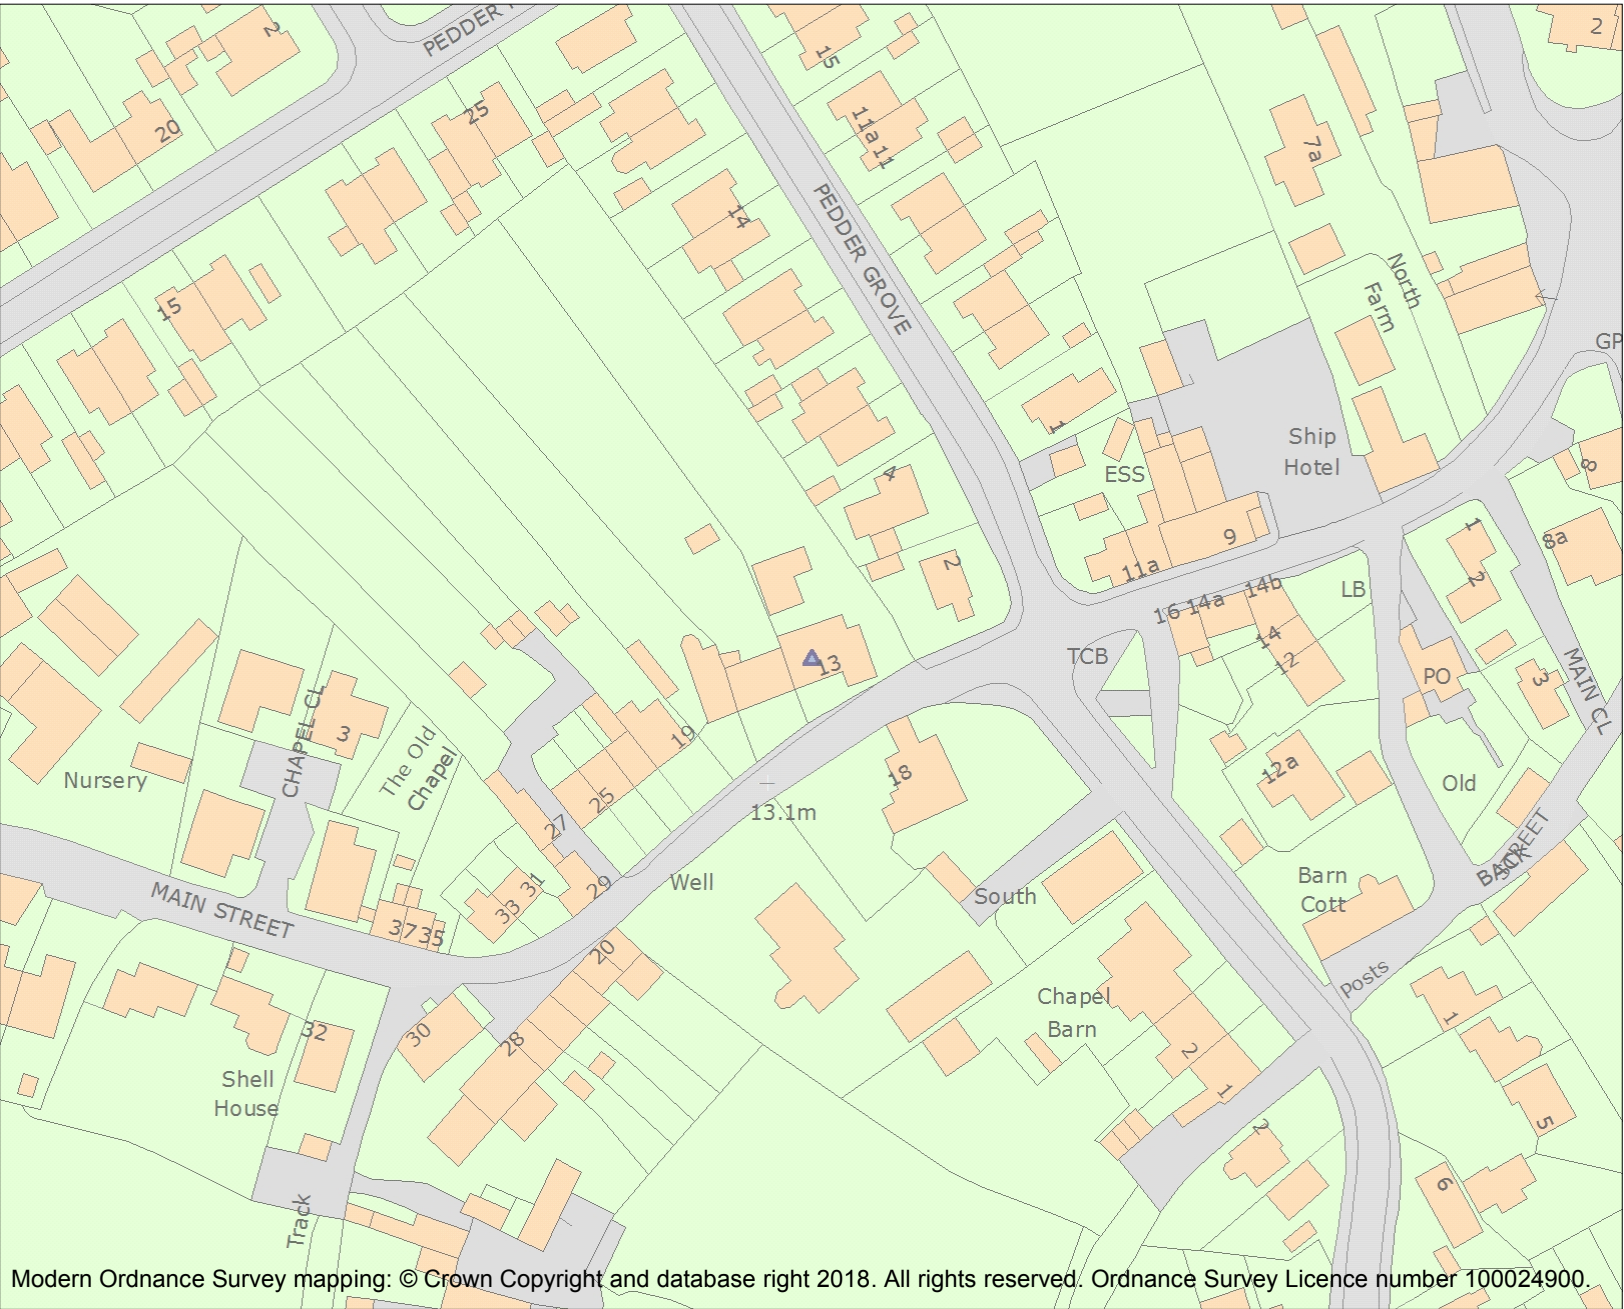 PEDDER
2
20
25
15
11a
11
14
PEDDER GROVE
15
4
2
1
ESS
Ship
Hotel
9
11a
7a
North
Farm
2
GP
8
8a
1
2
3
LB
PO
MAIN CL
16
14a
14b
14
12
TCB
12a
Old
BACK
STREET
Barn
Cott
Posts
13
19
25
27
29
31
33
35
37
18
13.1m
Well
South
Chapel
Barn
2
1
2
1
5
6
Nursery
CHAPEL CL
3
The Old
Chapel
MAIN STREET
20
28
30
32
Shell
House
Track
Modern Ordnance Survey mapping: © Crown Copyright and database right 2018. All rights reserved. Ordnance Survey Licence number 100024900.